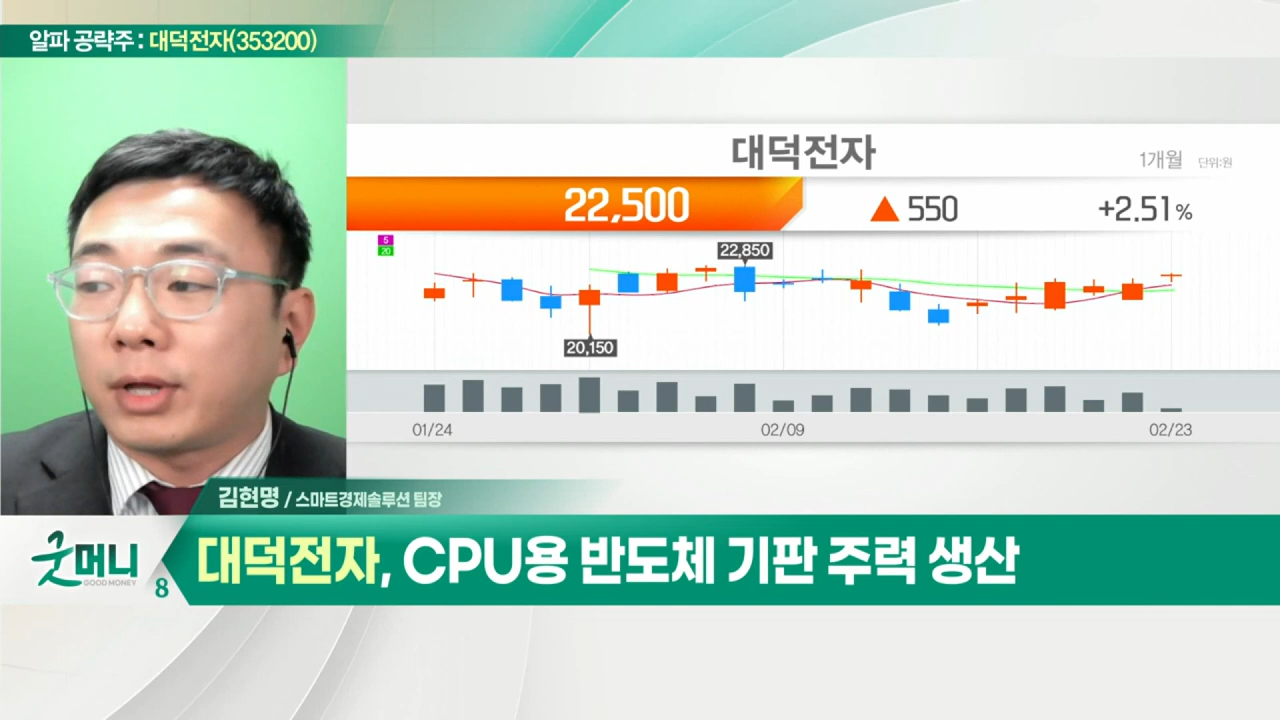 알파 공략주 : 대덕전자(353200)
대덕전자
1개월 단위:원
22,500 ▲ 550 +2.51%
5
20
22,850
20,150
01/24 02/09 02/23
김현명 / 스마트경제솔루션 팀장
굿머니
GOOD MONEY
8
대덕전자, CPU용 반도체 기판 주력 생산